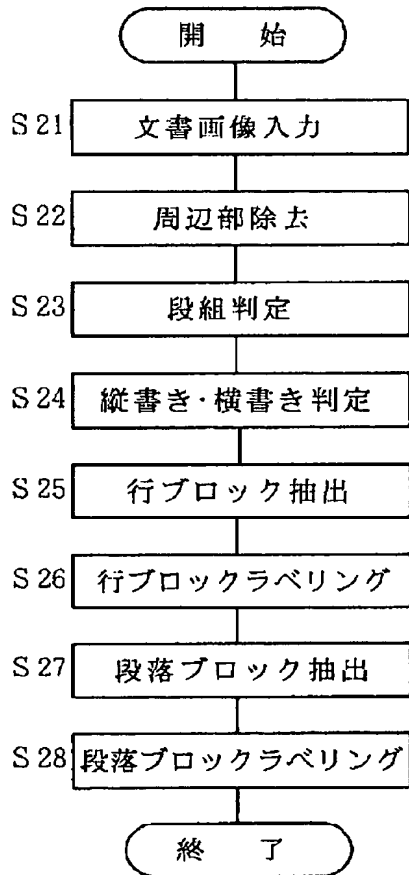 開 始
S21 文書画像入力
S22 周辺部除去
S23 段組判定
S24 縦書き・横書き判定
S25 行ブロック抽出
S26 行ブロックラベリング
S27 段落ブロック抽出
S28 段落ブロックラベリング
終 了